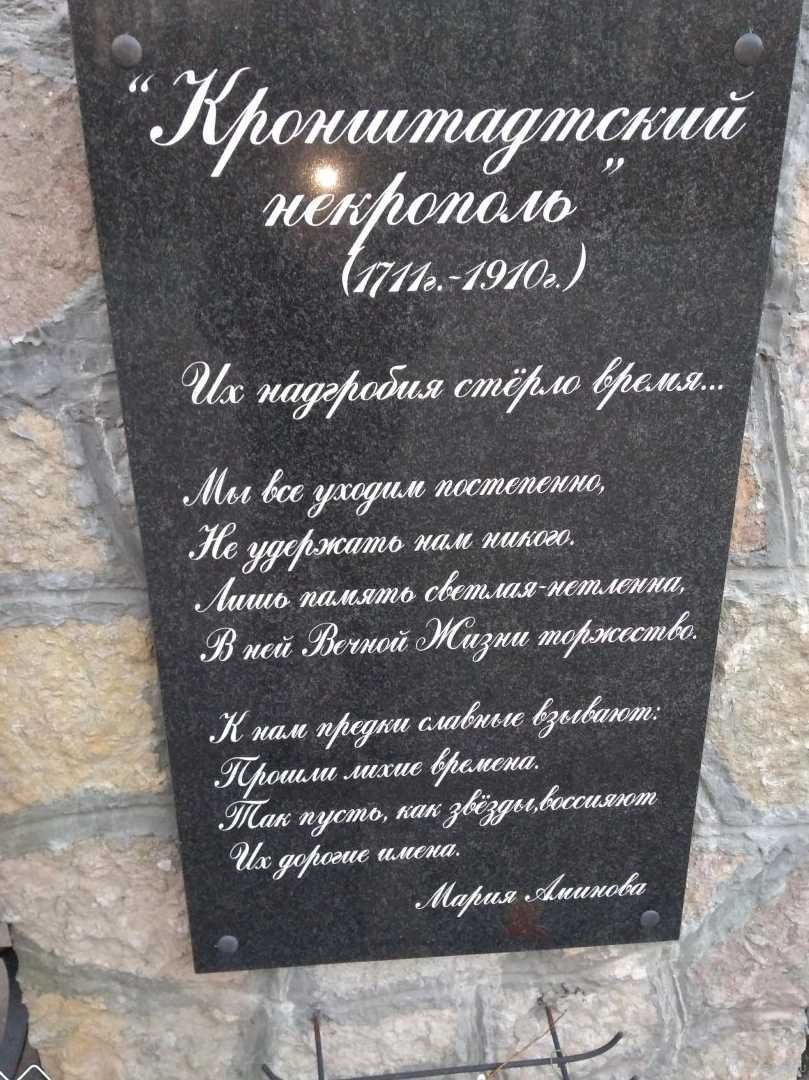 "Кронштадтский
некрополь"
(1711г.-1910г.)
Их надгробия стёрло время...
Мы все уходим постепенно,
Не удержать нам никого.
Лишь память светлая-нетленна,
В ней Вечной Жизни торжество.
К нам предки славные взывают:
Прошли лихие времена.
Так пусть, как звёзды,воссияют
Их дорогие имена.
Мария Аминова